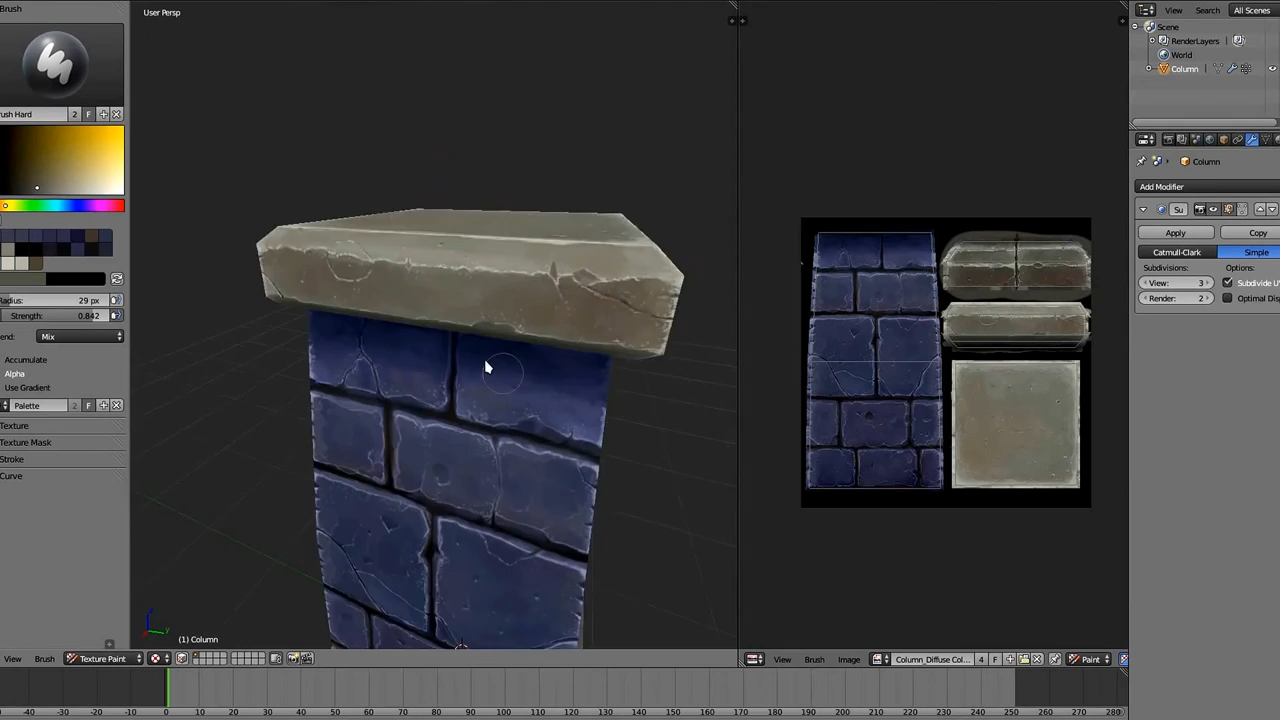 Brush
User Persp
View Search All Scenes
Scene
RenderLayers
World
Column
rush Hard 2 F
Column
Add Modifier
Su
Apply Copy
Catmull-Clark Simple
Subdivisions: Options:
View: 3 Subdivide U
Render: 2 Optimal Dis
Radius: 29 px
Strength: 0.842
end: Mix
Accumulate
Alpha
Use Gradient
Palette 2 F
Texture
Texture Mask
Stroke
Curve
(1) Column
View Brush Texture Paint View Brush Image Column_Diffuse Col... 4 F Paint
-40 -30 -20 -10 0 10 20 30 40 50 60 70 80 90 100 110 120 130 140 150 160 170 180 190 200 210 220 230 240 250 260 270 280